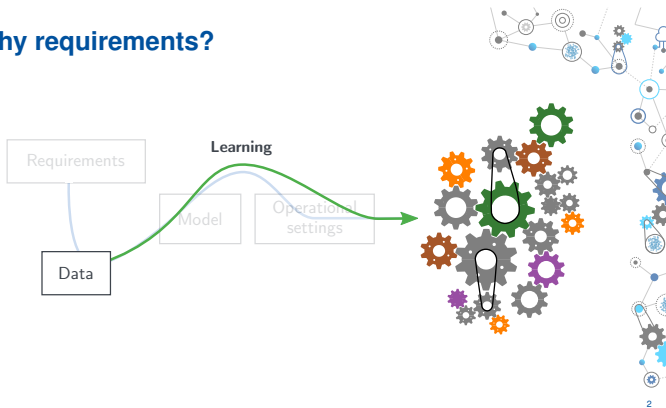 hy requirements?
Learning
Requirements
Model
Operational
settings
Data
2